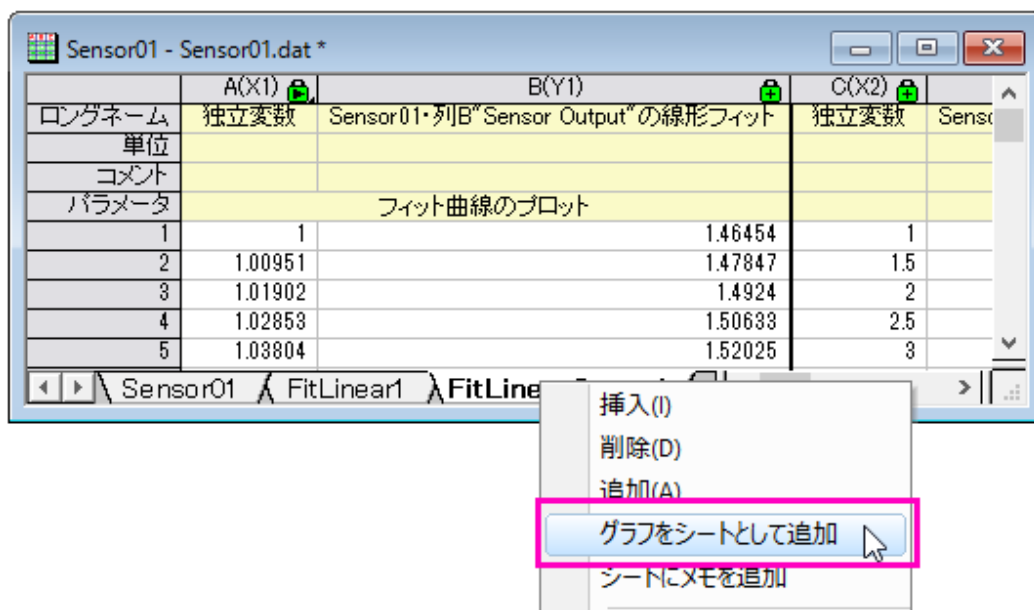 Sensor01 - Sensor01.dat *
A(X1) B(Y1) C(X2)
ロングネーム 独立変数 Sensor01・列B"Sensor Output"の線形フィット 独立変数
単位
コメント
パラメータ フィット曲線のプロット
1 1 1.46454 1
2 1.00951 1.47847 1.5
3 1.01902 1.4924 2
4 1.02853 1.50633 2.5
5 1.03804 1.52025 3
Sensor01 FitLinear1 FitLine
挿入(I)
削除(D)
追加(A)
グラフをシートとして追加
シートにメモを追加